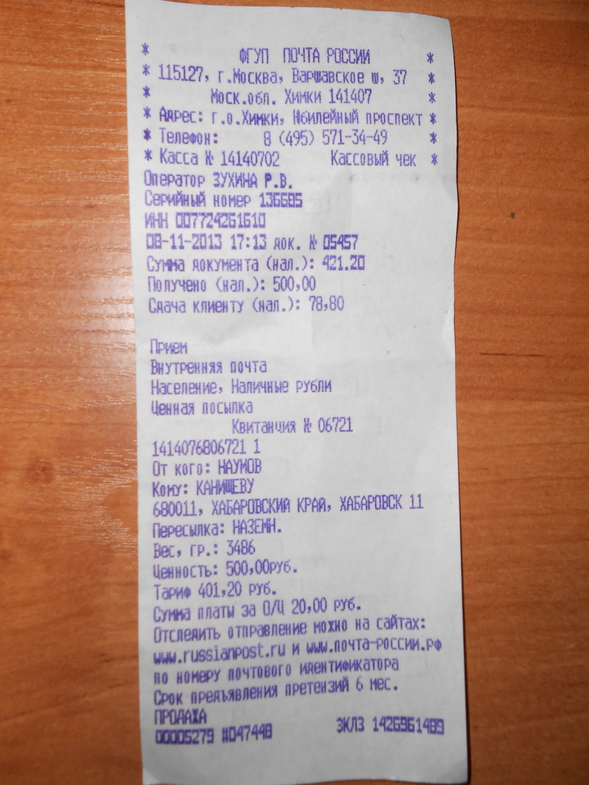 * ФГУП ПОЧТА РОССИИ *
* 115127, г.Москва, Варшавское ш, 37 *
* Моск.обл. Химки 141407 *
* Адрес: г.о.Химки, Юбилейный проспект *
* Телефон: 8 (495) 571-34-49 *
* Касса № 14140702 Кассовый чек *
Оператор ЗУХИНА Р.В.
Серийный номер 136685
ИНН 007724261610
08-11-2013 17:13 док. № 05457
Сумма документа (нал.): 421.20
Получено (нал.): 500,00
Сдача клиенту (нал.): 78,80
Прием
Внутренняя почта
Население, Наличные рубли
Ценная посылка
Квитанция № 06721
1414076806721 1
От кого: НАУМОВ
Кому: КАНИЩЕВУ
680011, ХАБАРОВСКИЙ КРАЙ, ХАБАРОВСК 11
Пересылка: НАЗЕМН.
Вес, гр.: 3486
Ценность: 500,00руб.
Тариф 401,20 руб.
Сумма платы за О/Ц 20,00 руб.
Отследить отправление можно на сайтах:
www.russianpost.ru и www.почта-россии.рф
по номеру почтового идентификатора
Срок предъявления претензий 6 мес.
ПРОДАЖА
00005279 #047448 ЭКЛЗ 1426961489